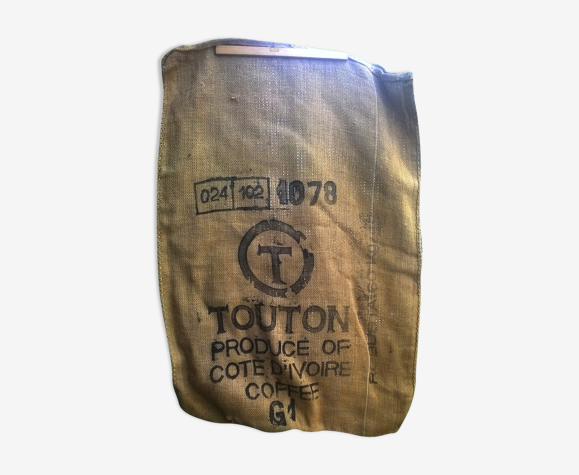 024 102 1078
T
TOUTON
PRODUCE OF
COTE D'IVOIRE
COFFEE
G1